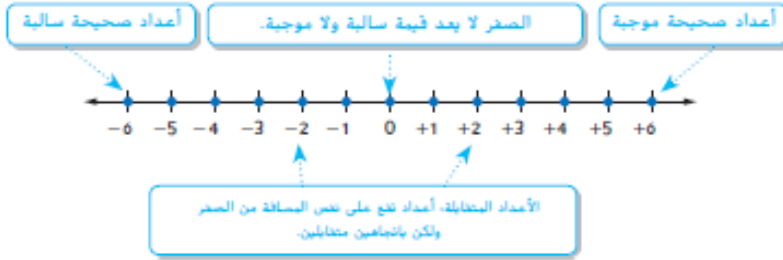 أعداد صحيحة موجبة
الصفر لا يعد قيمة سالبة ولا موجبة.
أعداد صحيحة سالبة
−6 −5 −4 −3 −2 −1 0 +1 +2 +3 +4 +5 +6
الأعداد المتقابلة، أعداد تقع على نفس المسافة من الصفر
ولكن باتجاهين متقابلين.